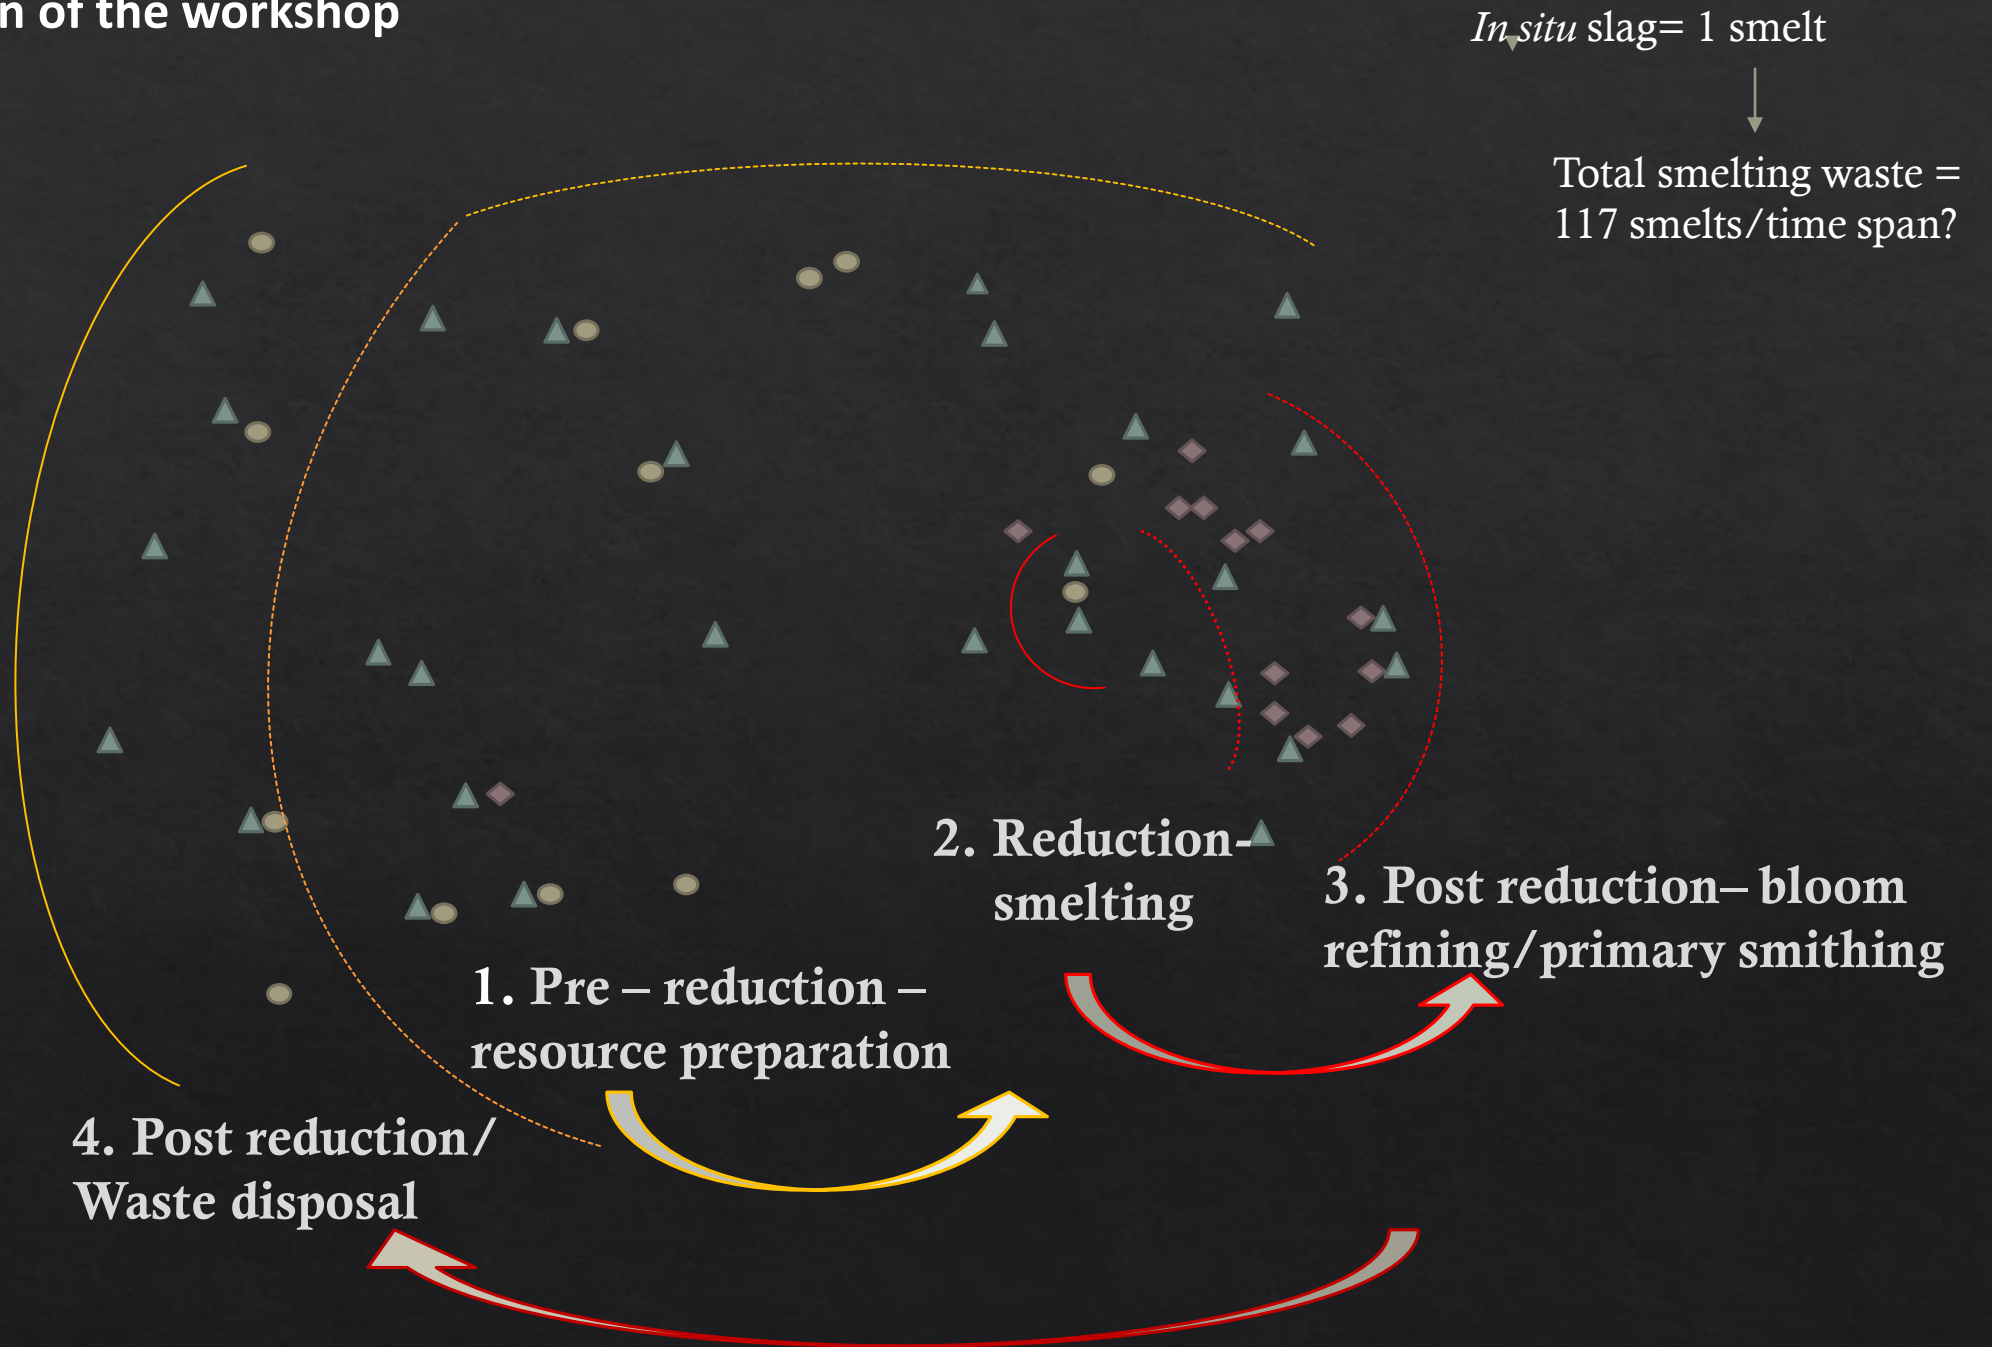 n of the workshop
In situ slag= 1 smelt
Total smelting waste =
117 smelts/time span?
2. Reduction-
smelting
3. Post reduction– bloom
refining/primary smithing
1. Pre – reduction –
resource preparation
4. Post reduction/
Waste disposal